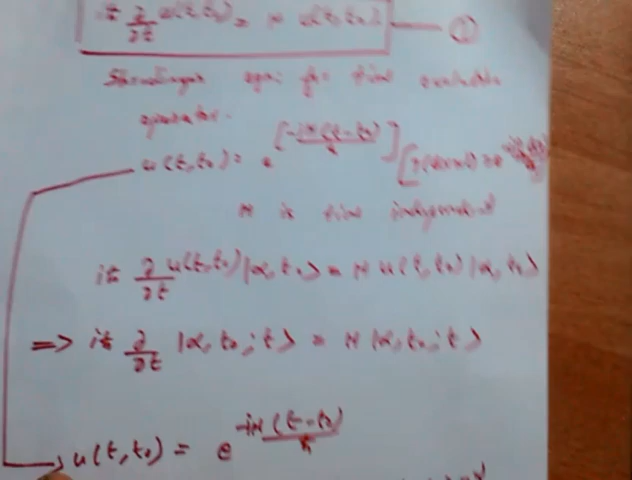 iħ ∂/∂t u(t,t₀) = H u(t,t₀). ①
Schrodinger eqn: for time evolution
operator.
u(t,t₀) = e^[-iH(t-t₀)/ħ]
H is time independent
iħ ∂/∂t u(t,t₀) |α, t₀> = H u(t,t₀) |α, t₀>
=> iħ ∂/∂t |α, t₀; t> = H |α, t₀; t>
u(t,t₀) = e^-iH(t-t₀)/ħ